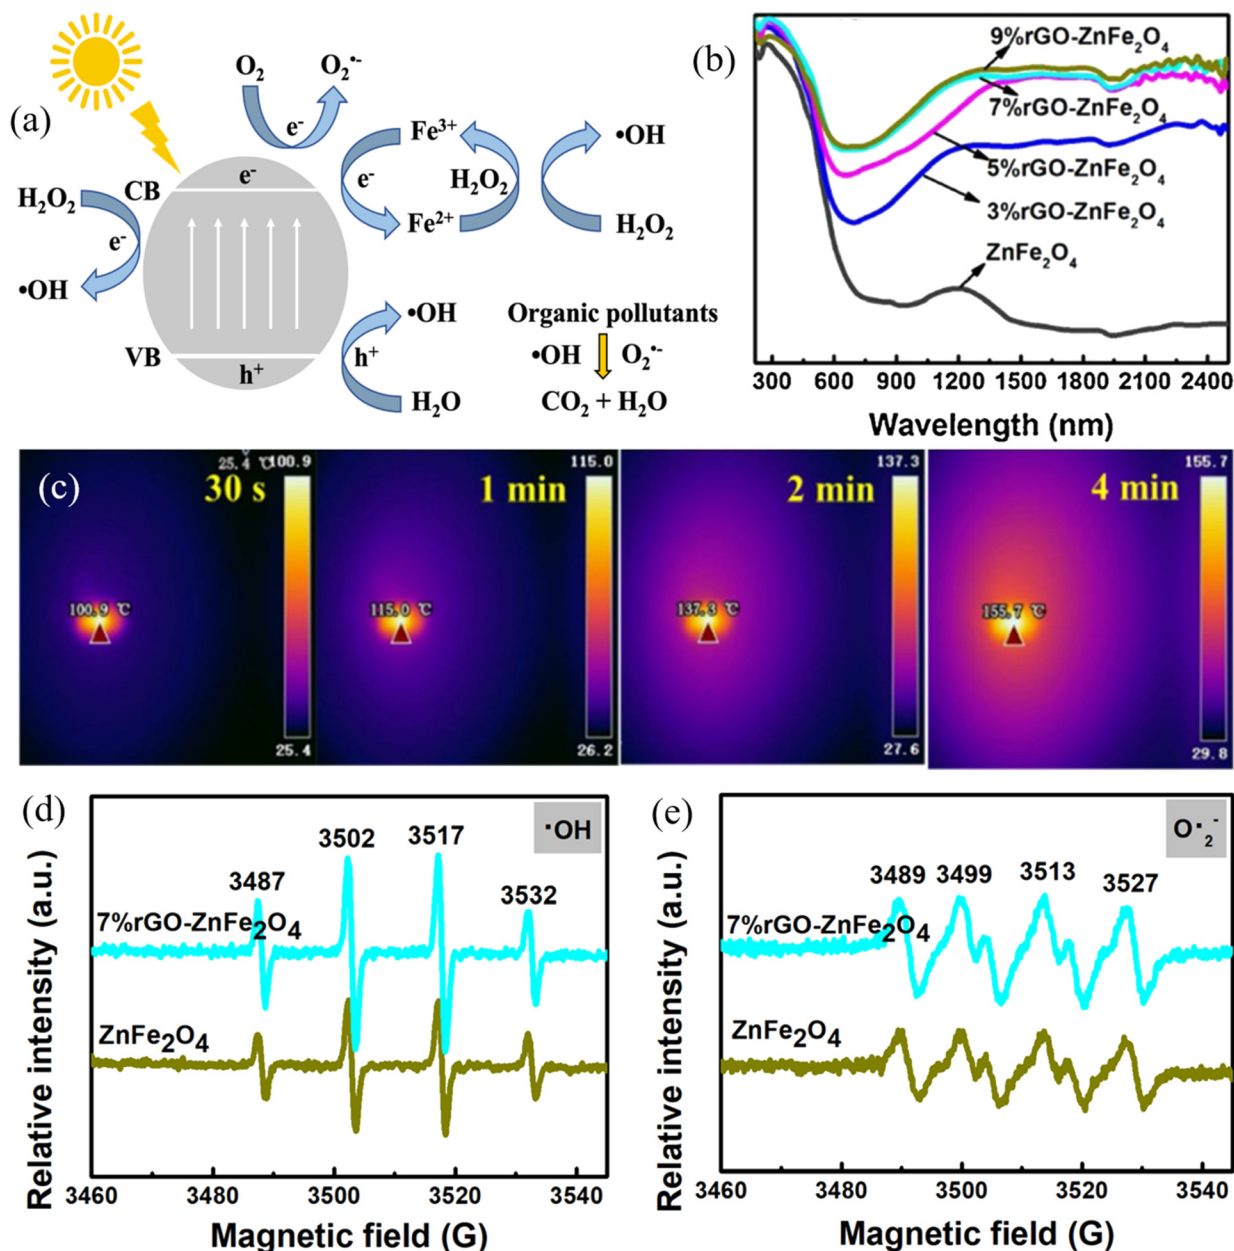 (a)
O₂
O₂•-
e-
Fe³⁺
•OH
H₂O₂
CB
e-
e-
H₂O₂
e-
Fe²⁺
H₂O₂
•OH
•OH
Organic pollutants
VB
h⁺
h⁺
•OH
O₂•-
H₂O
CO₂ + H₂O
(b)
9%rGO-ZnFe₂O₄
7%rGO-ZnFe₂O₄
5%rGO-ZnFe₂O₄
3%rGO-ZnFe₂O₄
ZnFe₂O₄
300 600 900 1200 1500 1800 2100 2400
Wavelength (nm)
(c)
25.4 ℃
100.9
30 s
100.9 ℃
25.4
115.0
1 min
115.0 ℃
26.2
137.3
2 min
137.3 ℃
27.6
155.7
4 min
155.7 ℃
29.8
(d)
·OH
3487
3502
3517
3532
7%rGO-ZnFe₂O₄
ZnFe₂O₄
Relative intensity (a.u.)
3460 3480 3500 3520 3540
Magnetic field (G)
(e)
O·₂-
3489
3499
3513
3527
7%rGO-ZnFe₂O₄
ZnFe₂O₄
Relative intensity (a.u.)
3460 3480 3500 3520 3540
Magnetic field (G)